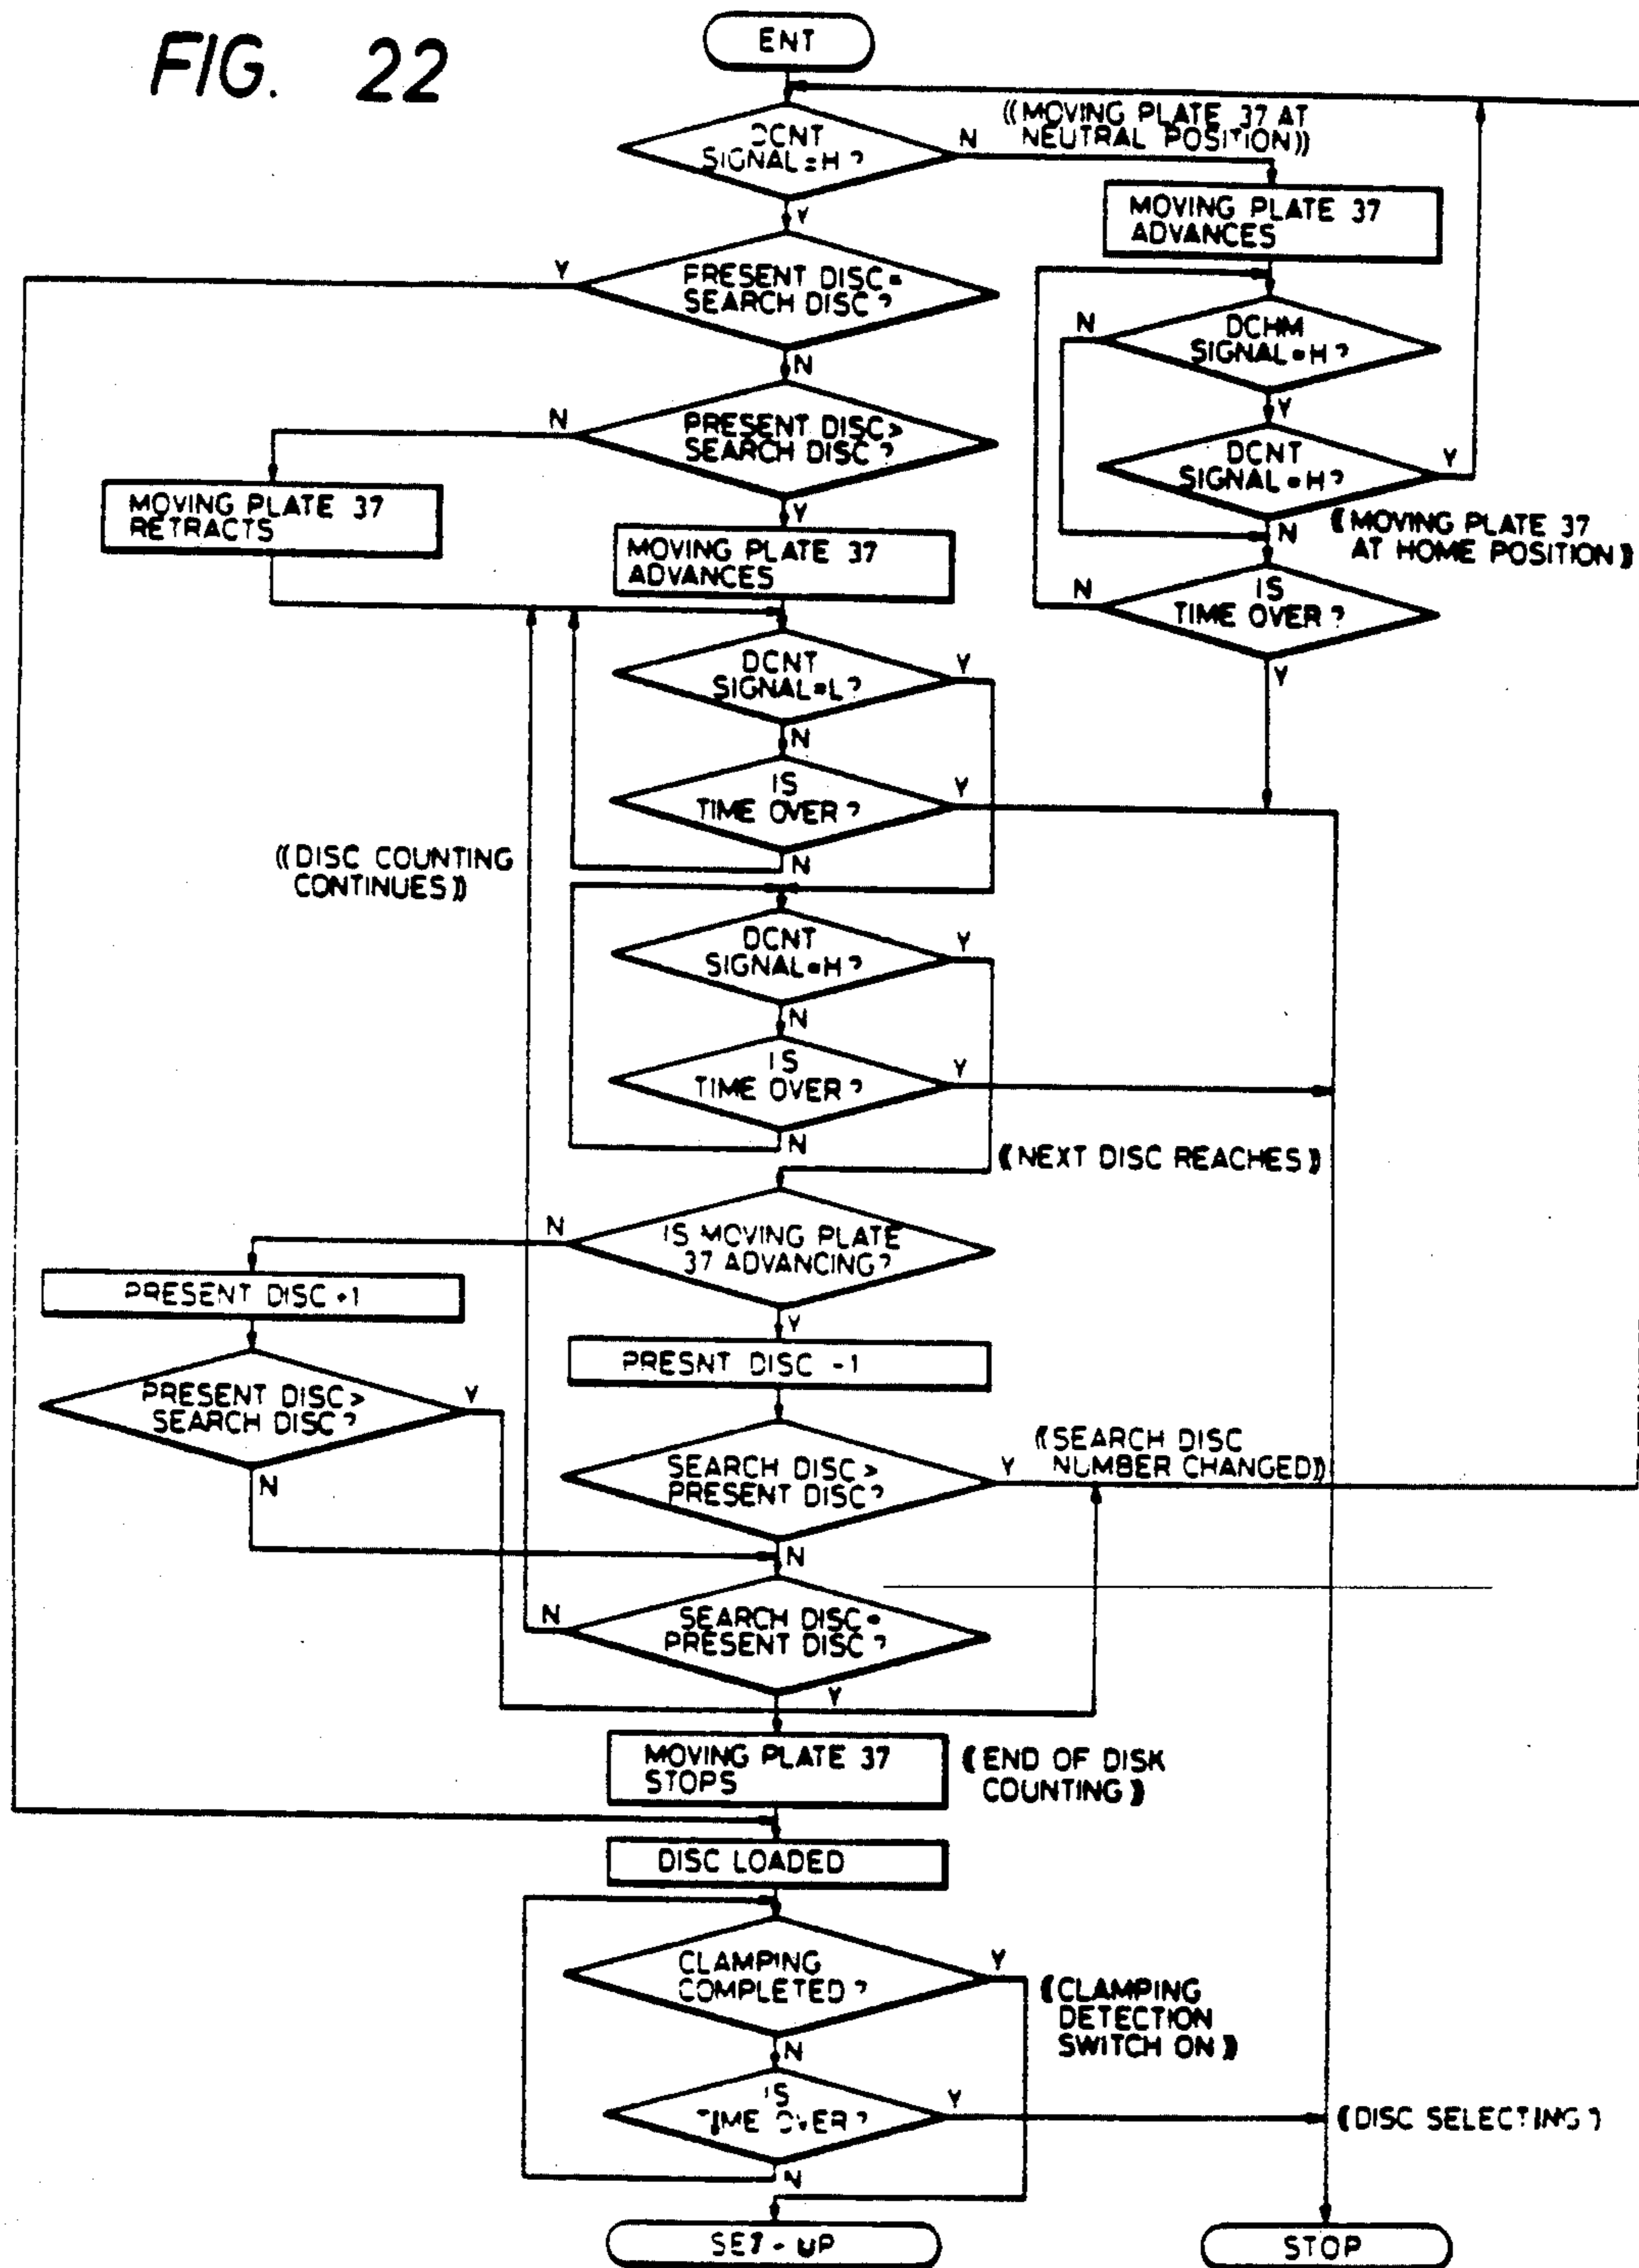 FIG. 22
ENT
DCNT
SIGNAL=H?
N
((MOVING PLATE 37 AT
NEUTRAL POSITION))
Y
MOVING PLATE 37
ADVANCES
Y
PRESENT DISC=
SEARCH DISC?
N
N
DCHM
SIGNAL=H?
Y
N
PRESENT DISC>
SEARCH DISC?
Y
DCNT
SIGNAL=H?
Y
N
((MOVING PLATE 37
AT HOME POSITION))
MOVING PLATE 37
RETRACTS
MOVING PLATE 37
ADVANCES
N
IS
TIME OVER?
Y
DCNT
SIGNAL=L?
Y
N
IS
TIME OVER?
Y
N
((DISC COUNTING
CONTINUES))
DCNT
SIGNAL=H?
Y
N
IS
TIME OVER?
Y
N
((NEXT DISC REACHES))
N
IS MOVING PLATE
37 ADVANCING?
Y
PRESENT DISC+1
PRESNT DISC -1
PRESENT DISC>
SEARCH DISC?
Y
N
SEARCH DISC>
PRESENT DISC?
Y
((SEARCH DISC
NUMBER CHANGED))
N
N
SEARCH DISC=
PRESENT DISC?
Y
MOVING PLATE 37
STOPS
((END OF DISK
COUNTING))
DISC LOADED
CLAMPING
COMPLETED?
Y
((CLAMPING
DETECTION
SWITCH ON))
N
IS
TIME OVER?
Y
((DISC SELECTING))
N
SET-UP
STOP